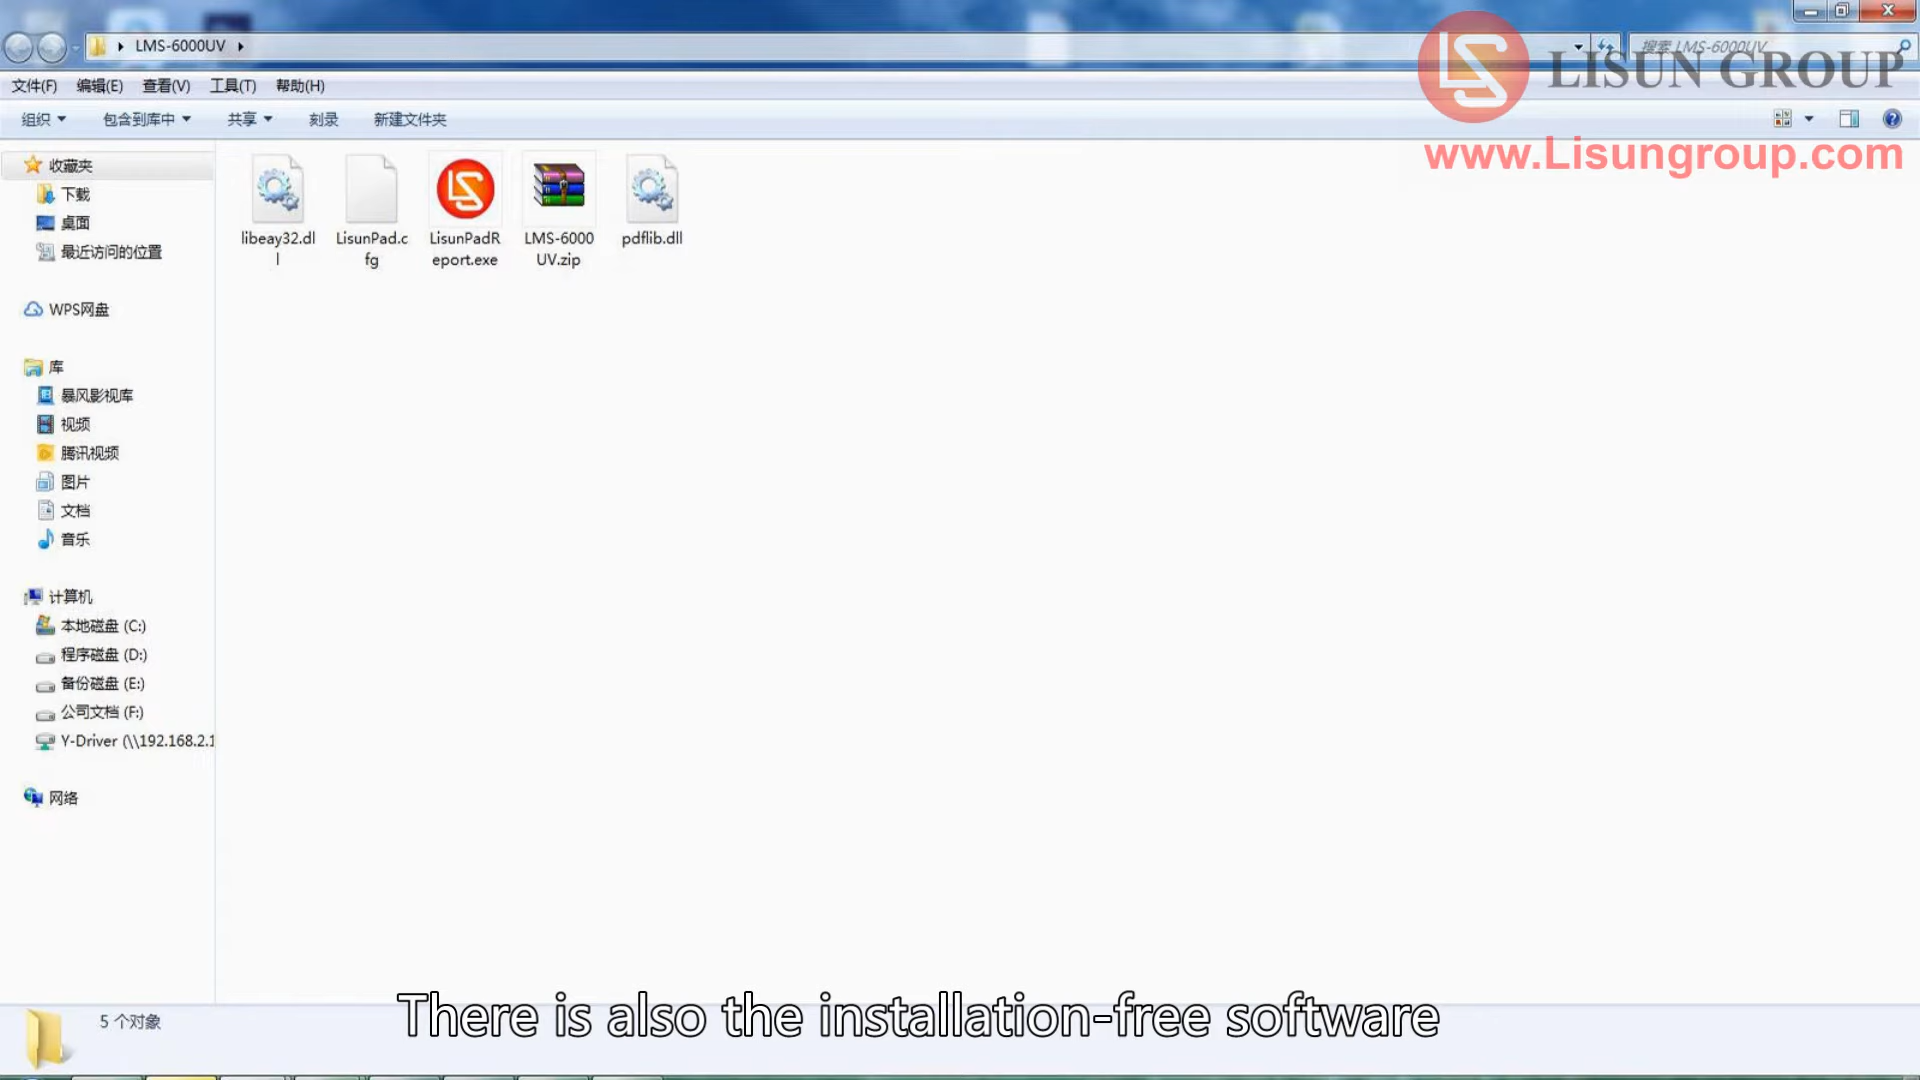 LMS-6000UV
搜索 LMS-6000UV
LISUN GROUP
www.Lisungroup.com
文件(F) 编辑(E) 查看(V) 工具(T) 帮助(H)
组织 包含到库中 共享 刻录 新建文件夹
收藏夹
下载
桌面
最近访问的位置
WPS网盘
库
暴风影视库
视频
腾讯视频
图片
文档
音乐
计算机
本地磁盘 (C:)
程序磁盘 (D:)
备份磁盘 (E:)
公司文档 (F:)
Y-Driver (\\192.168.2.1
网络
libeay32.dl
l
LisunPad.c
fg
LisunPadR
eport.exe
LMS-6000
UV.zip
pdflib.dll
5 个对象
There is also the installation-free software